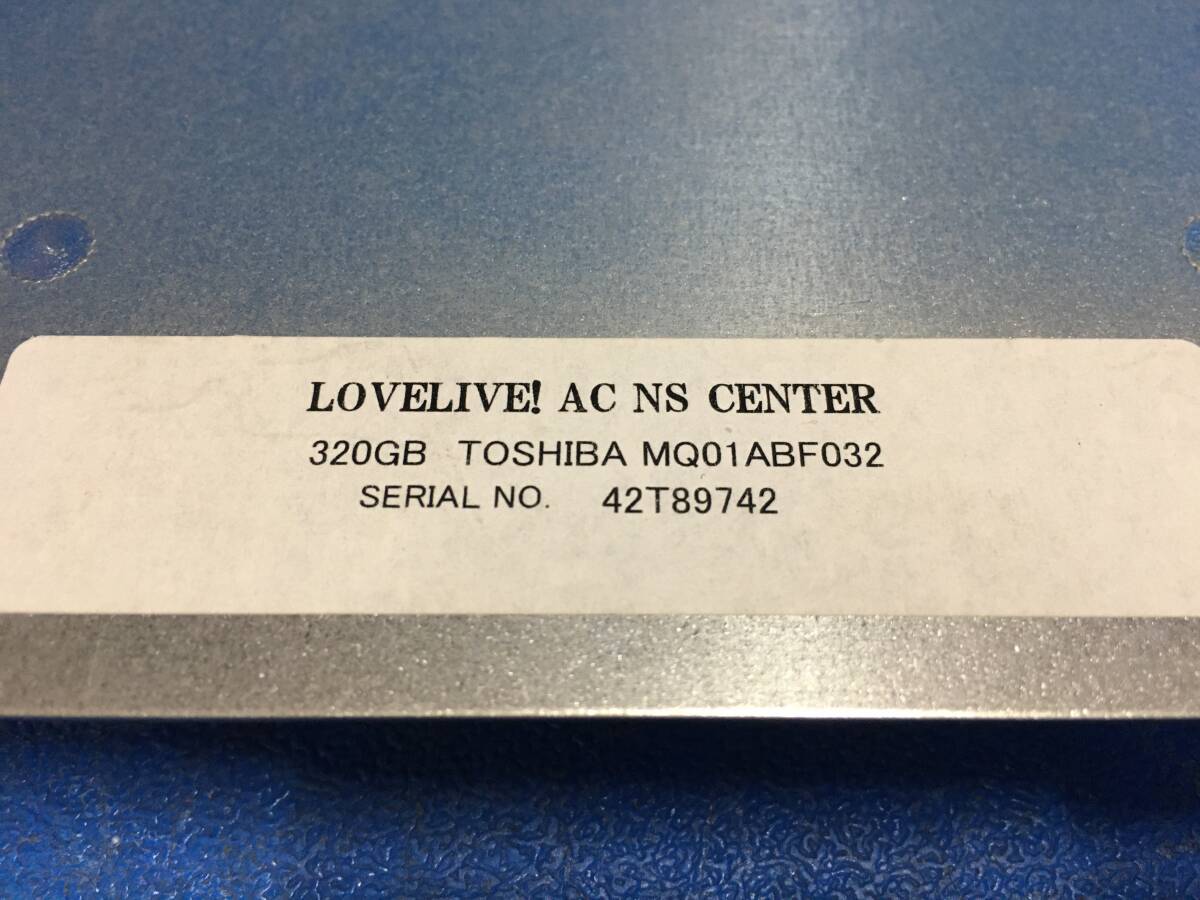 LOVELIVE! AC NS CENTER
320GB TOSHIBA MQ01ABF032
SERIAL NO. 42T89742